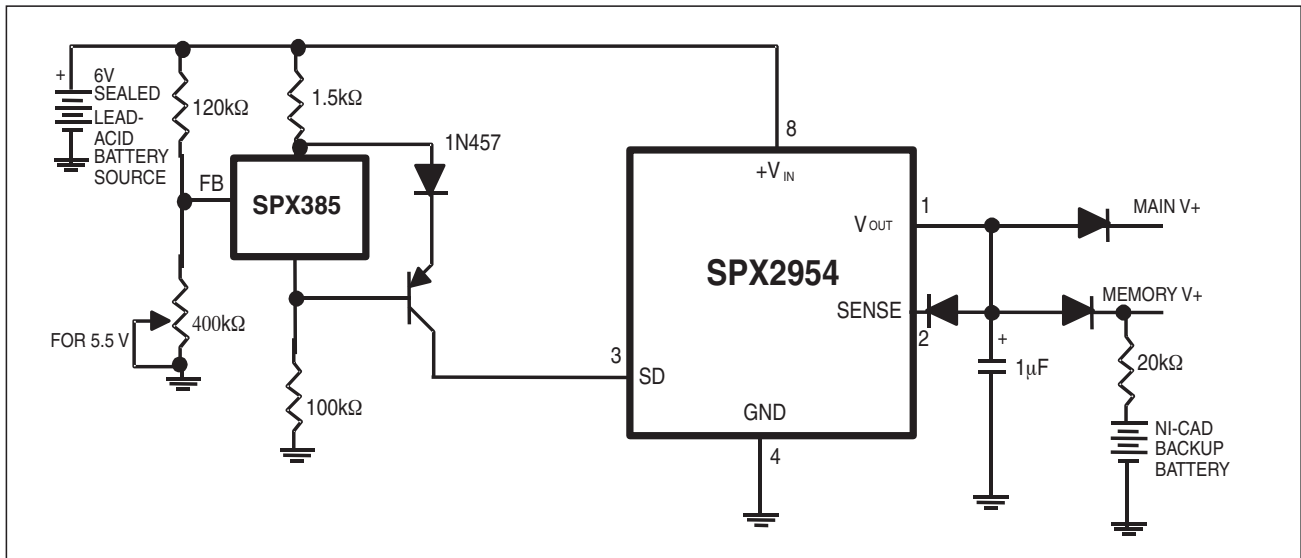 + 6V
SEALED
LEAD-
ACID
BATTERY
SOURCE
120kΩ
1.5kΩ
1N457
FB
SPX385
FOR 5.5 V
400kΩ
100kΩ
8
+VIN
1
VOUT
MAIN V+
SPX2954
SENSE
2
MEMORY V+
+
1µF
20kΩ
3
SD
GND
4
NI-CAD
BACKUP
BATTERY